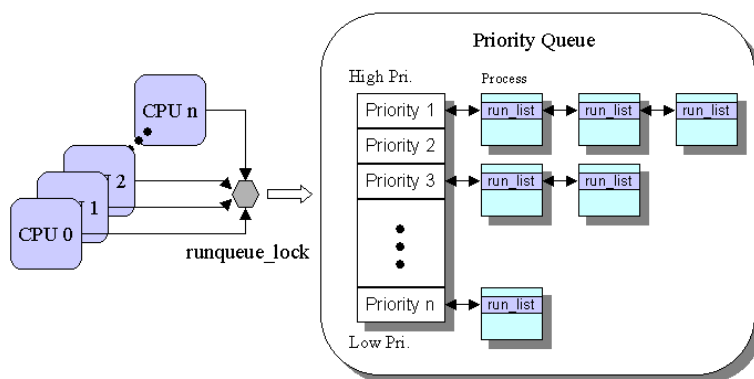 Priority Queue
High Pri.
Process
CPU n
Priority 1
run_list
run_list
run_list
Priority 2
2
Priority 3
run_list
run_list
1
CPU 0
runqueue_lock
Priority n
run_list
Low Pri.